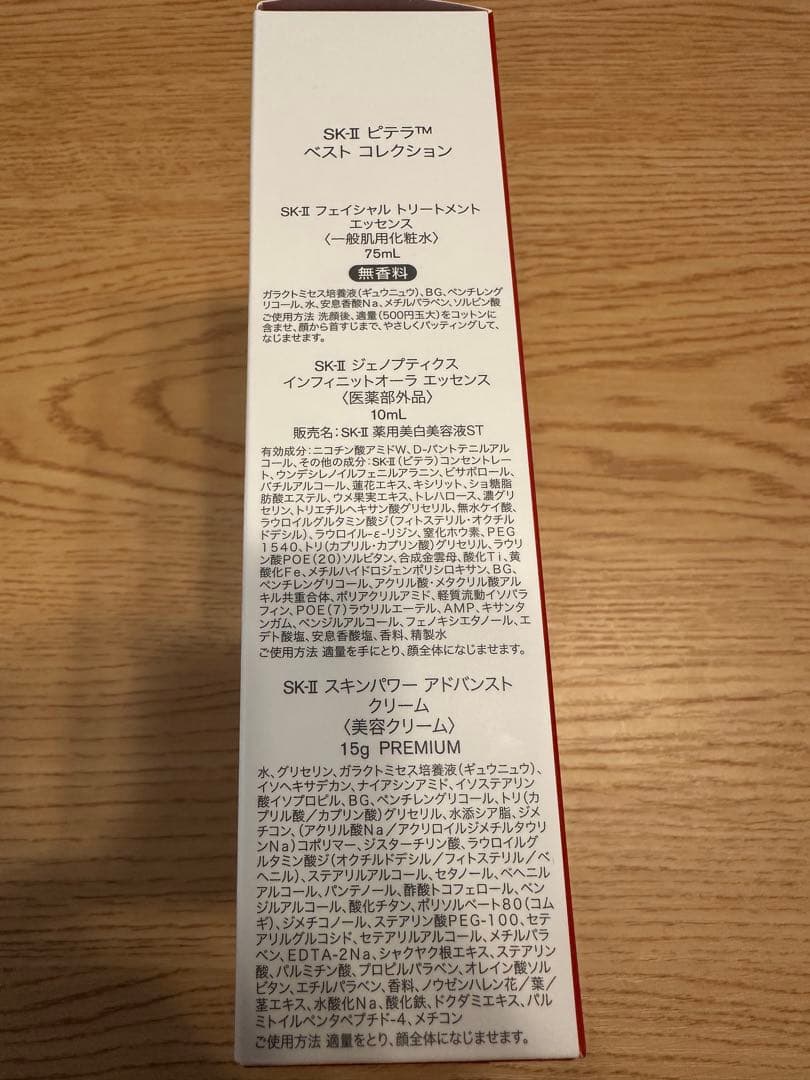 SK-II ピテラ™
ベスト コレクション
SK-II フェイシャル トリートメント
エッセンス
〈一般肌用化粧水〉
75mL
無香料
ガラクトミセス培養液（ギュウニュウ）、BG、ペンチレング
リコール、水、安息香酸Na、メチルパラベン、ソルビン酸
ご使用方法 洗顔後、適量（500円玉大）をコットンに
含ませ、顔から首すじまで、やさしくパッティングして、
なじませます。
SK-II ジェノプティクス
インフィニットオーラ エッセンス
〈医薬部外品〉
10mL
販売名：SK-II 薬用美白美容液ST
有効成分：ニコチン酸アミドW、D-パントテニルアル
コール、その他の成分：SK-II（ピテラ）コンセントレー
ト、ウンデシレノイルフェニルアラニン、ビサボロール、
バチルアルコール、蓮花エキス、キシリット、ショ糖脂
肪酸エステル、ウメ果実エキス、トレハロース、濃グリ
セリン、トリエチルヘキサン酸グリセリル、無水ケイ酸、
ラウロイルグルタミン酸ジ（フィトステリル・オクチル
ドデシル）、ラウロイル-ε-リジン、窒化ホウ素、PEG
1540、トリ（カプリル・カプリン酸）グリセリル、ラウリ
ン酸POE（20）ソルビタン、合成金雲母、酸化Ti、黄
酸化Fe、メチルハイドロジェンポリシロキサン、BG、
ペンチレングリコール、アクリル酸・メタクリル酸アル
キル共重合体、ポリアクリルアミド、軽質流動イソパラ
フィン、POE（7）ラウリルエーテル、AMP、キサンタ
ンガム、ベンジルアルコール、フェノキシエタノール、エ
デト酸塩、安息香酸塩、香料、精製水
ご使用方法 適量を手にとり、顔全体になじませます。
SK-II スキンパワー アドバンスト
クリーム
〈美容クリーム〉
15g PREMIUM
水、グリセリン、ガラクトミセス培養液（ギュウニュウ）、
イソヘキサデカン、ナイアシンアミド、イソステアリン
酸イソプロピル、BG、ペンチレングリコール、トリ（カ
プリル酸／カプリン酸）グリセリル、水添シア脂、ジメ
チコン、（アクリル酸Na／アクリロイルジメチルタウリ
ンNa）コポリマー、ジスターチリン酸、ラウロイルグ
ルタミン酸ジ（オクチルドデシル／フィトステリル／ベ
ヘニル）、ステアリルアルコール、セタノール、ベヘニル
アルコール、パンテノール、酢酸トコフェロール、ベン
ジルアルコール、酸化チタン、ポリソルベート80（コム
ギ）、ジメチコノール、ステアリン酸PEG-100、セテ
アリルグルコシド、セテアリルアルコール、メチルパラ
ベン、EDTA-2Na、シャクヤク根エキス、ステアリン
酸、パルミチン酸、プロピルパラベン、オレイン酸ソル
ビタン、エチルパラベン、香料、ノウゼンハレン花／葉／
茎エキス、水酸化Na、酸化鉄、ドクダミエキス、パル
ミトイルペンタペプチド-4、メチコン
ご使用方法 適量をとり、顔全体になじませます。